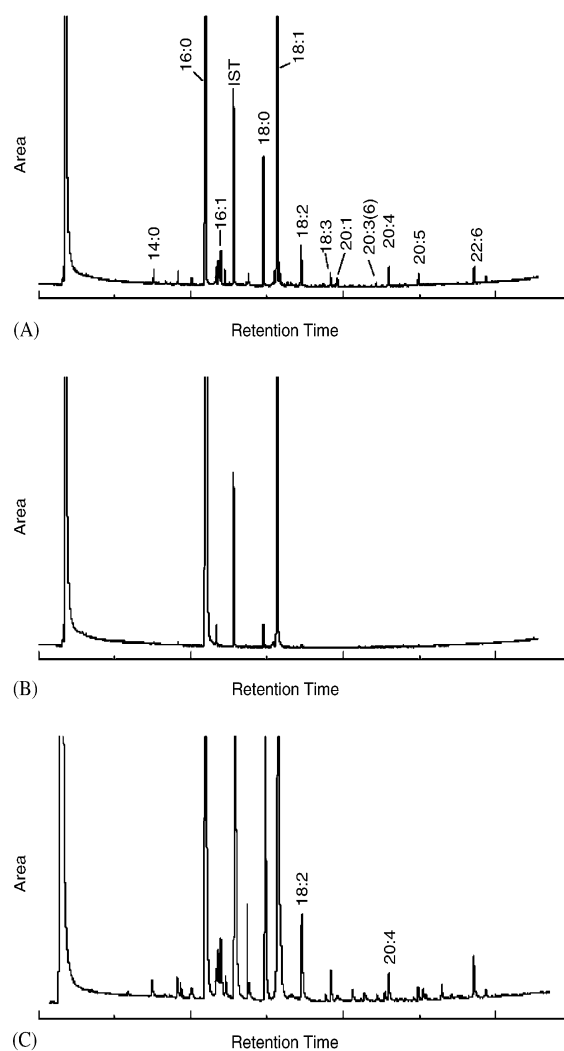 Area
14:0
16:0
16:1
IST
18:0
18:1
18:2
18:3
20:1
20:3(6)
20:4
20:5
22:6
(A)
Retention Time
Area
(B)
Retention Time
Area
18:2
20:4
(C)
Retention Time